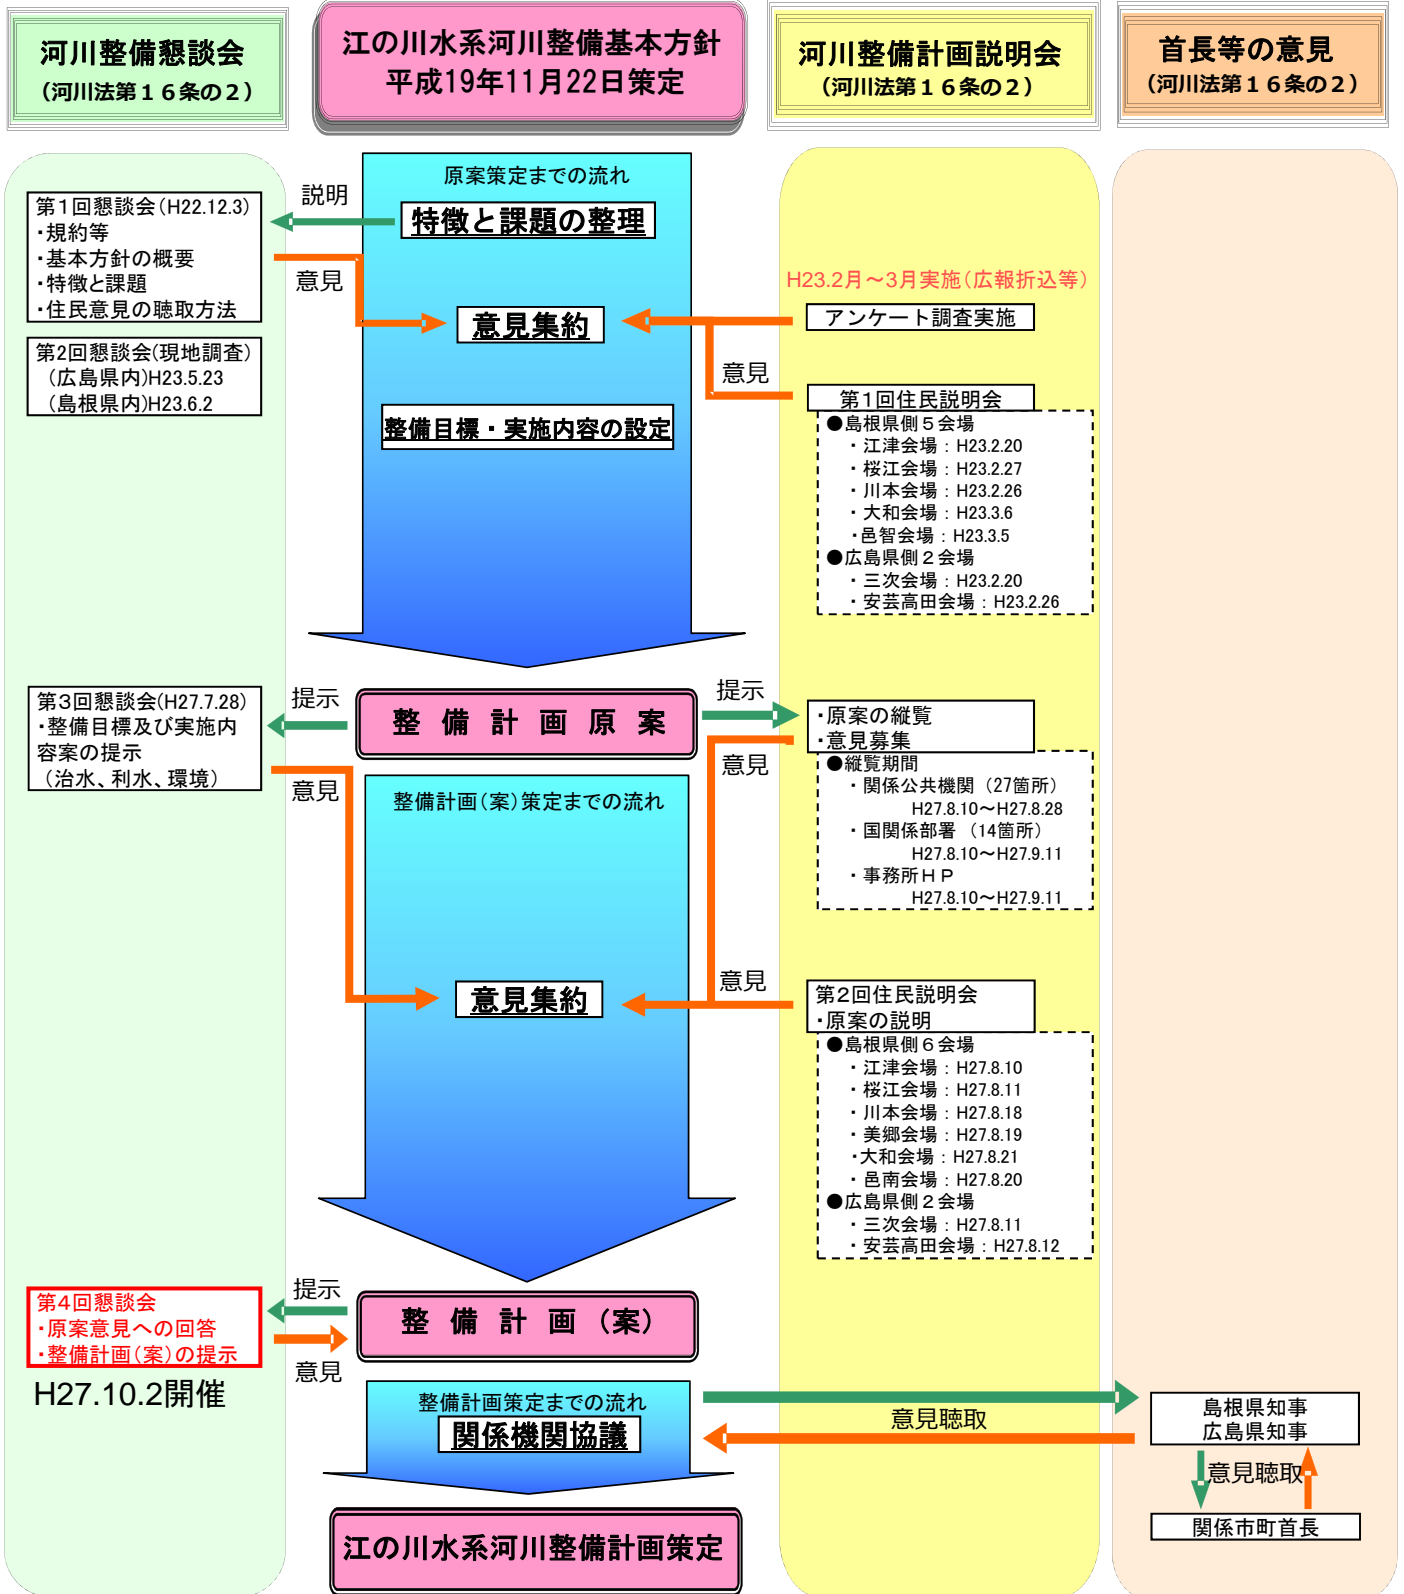 河川整備懇談会
（河川法第１６条の２）
江の川水系河川整備基本方針
平成19年11月22日策定
河川整備計画説明会
（河川法第１６条の２）
首長等の意見
（河川法第１６条の２）
原案策定までの流れ
特徴と課題の整理
説明
第１回懇談会（H22.12.3）
・規約等
・基本方針の概要
・特徴と課題
・住民意見の聴取方法
意見
第2回懇談会(現地調査)
（広島県内)H23.5.23
（島根県内)H23.6.2
意見集約
整備目標・実施内容の設定
H23.2月～3月実施（広報折込等）
アンケート調査実施
意見
第１回住民説明会
●島根県側５会場
・江津会場：H23.2.20
・桜江会場：H23.2.27
・川本会場：H23.2.26
・大和会場：H23.3.6
・邑智会場：H23.3.5
●広島県側２会場
・三次会場：H23.2.20
・安芸高田会場：H23.2.26
第３回懇談会(H27.7.28)
・整備目標及び実施内
容案の提示
（治水、利水、環境）
提示
整備計画原案
提示
意見
整備計画（案）策定までの流れ
意見集約
・原案の縦覧
・意見募集
●縦覧期間
・関係公共機関（27箇所）
H27.8.10～H27.8.28
・国関係部署（14箇所）
H27.8.10～H27.9.11
・事務所ＨＰ
H27.8.10～H27.9.11
意見
意見
第２回住民説明会
・原案の説明
●島根県側６会場
・江津会場：H27.8.10
・桜江会場：H27.8.11
・川本会場：H27.8.18
・美郷会場：H27.8.19
・大和会場：H27.8.21
・邑南会場：H27.8.20
●広島県側２会場
・三次会場：H27.8.11
・安芸高田会場：H27.8.12
第４回懇談会
・原案意見への回答
・整備計画（案）の提示
H27.10.2開催
提示
意見
整備計画（案）
整備計画策定までの流れ
関係機関協議
意見聴取
島根県知事
広島県知事
意見聴取
関係市町首長
江の川水系河川整備計画策定